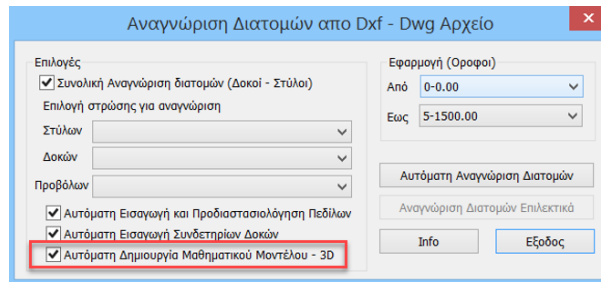 Αναγνώριση Διατομών απο Dxf - Dwg Αρχείο
Επιλογές
Συνολική Αναγνώριση διατομών (Δοκοί - Στύλοι)
Επιλογή στρώσης για αναγνώριση
Στύλων
Δοκών
Προβόλων
Αυτόματη Εισαγωγή και Προδιαστασιολόγηση Πεδίλων
Αυτόματη Εισαγωγή Συνδετηρίων Δοκών
Αυτόματη Δημιουργία Μαθηματικού Μοντέλου - 3D
Εφαρμογή (Οροφοι)
Από 0-0.00
Εως 5-1500.00
Αυτόματη Αναγνώριση Διατομών
Αναγνώριση Διατομών Επιλεκτικά
Info Εξοδος